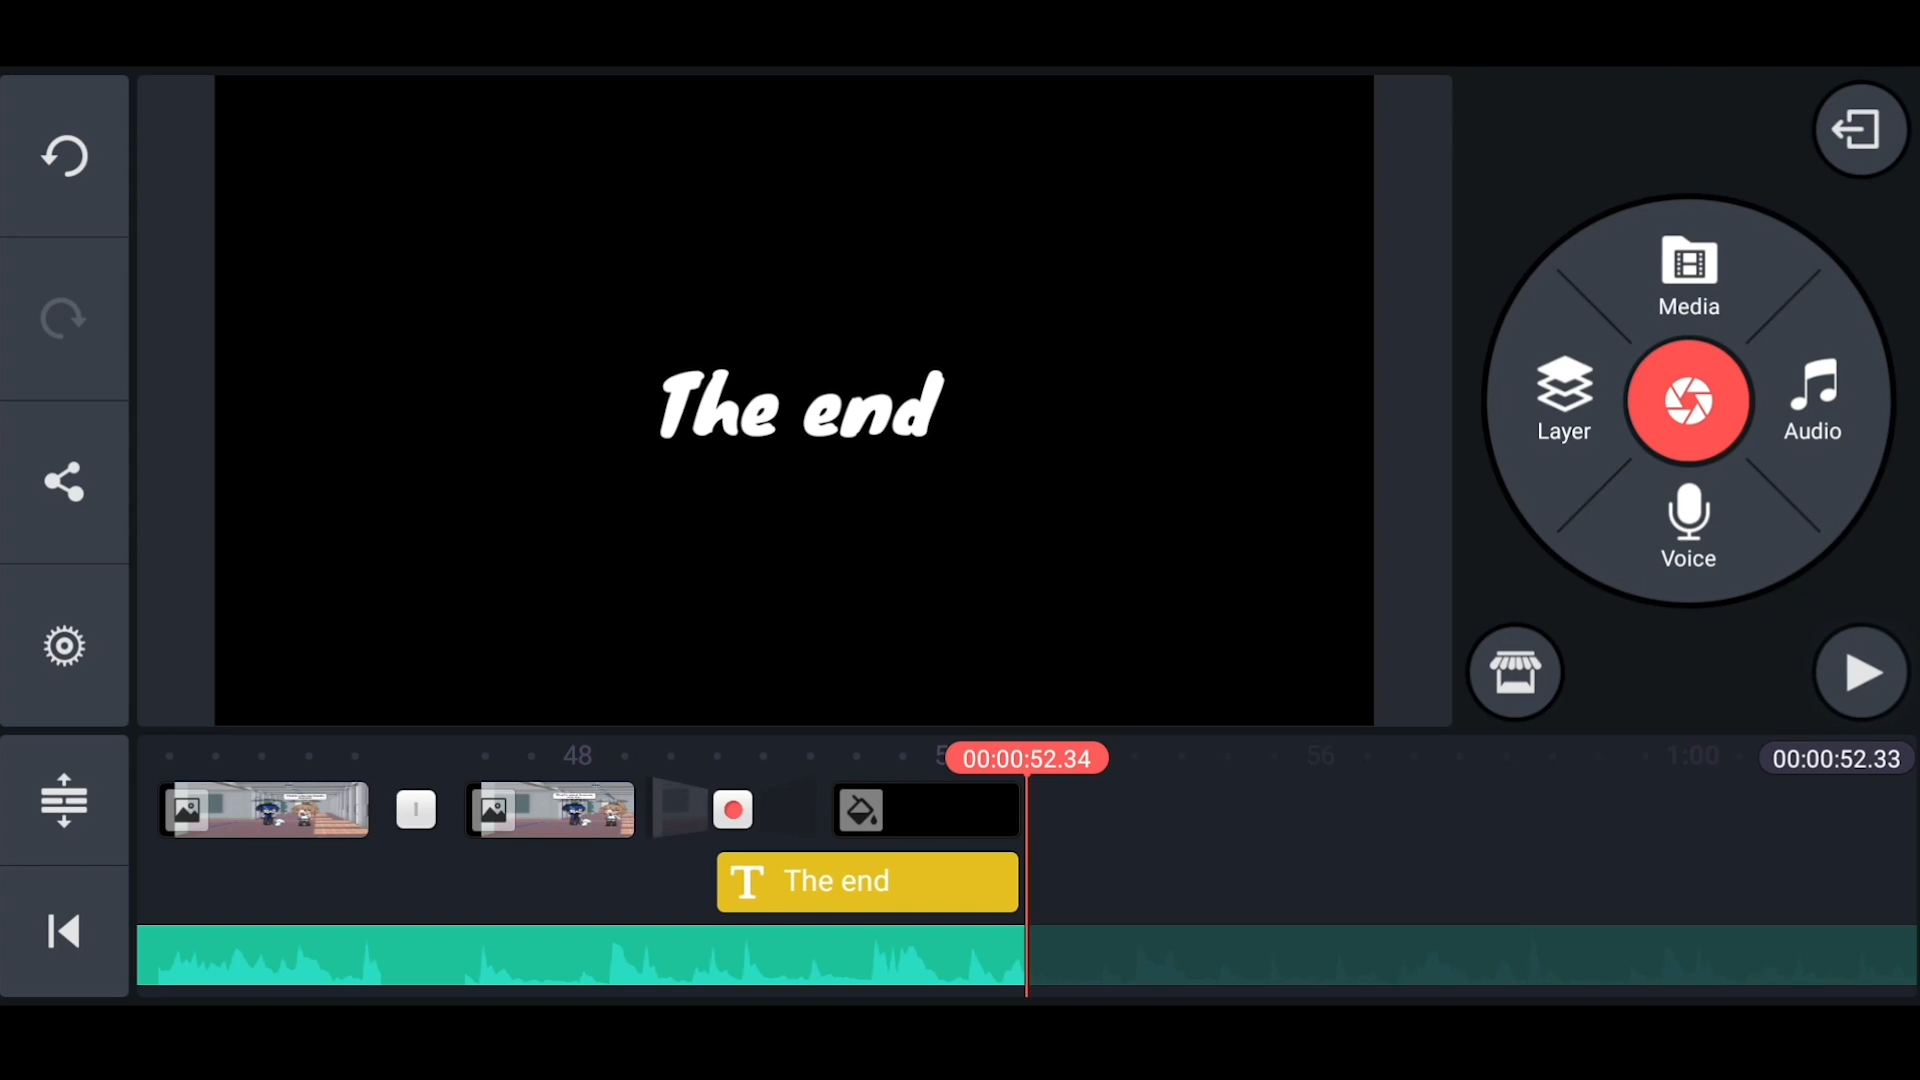 The end
Media
Layer
Audio
Voice
48
00:00:52.34
56
1:00
00:00:52.33
The end